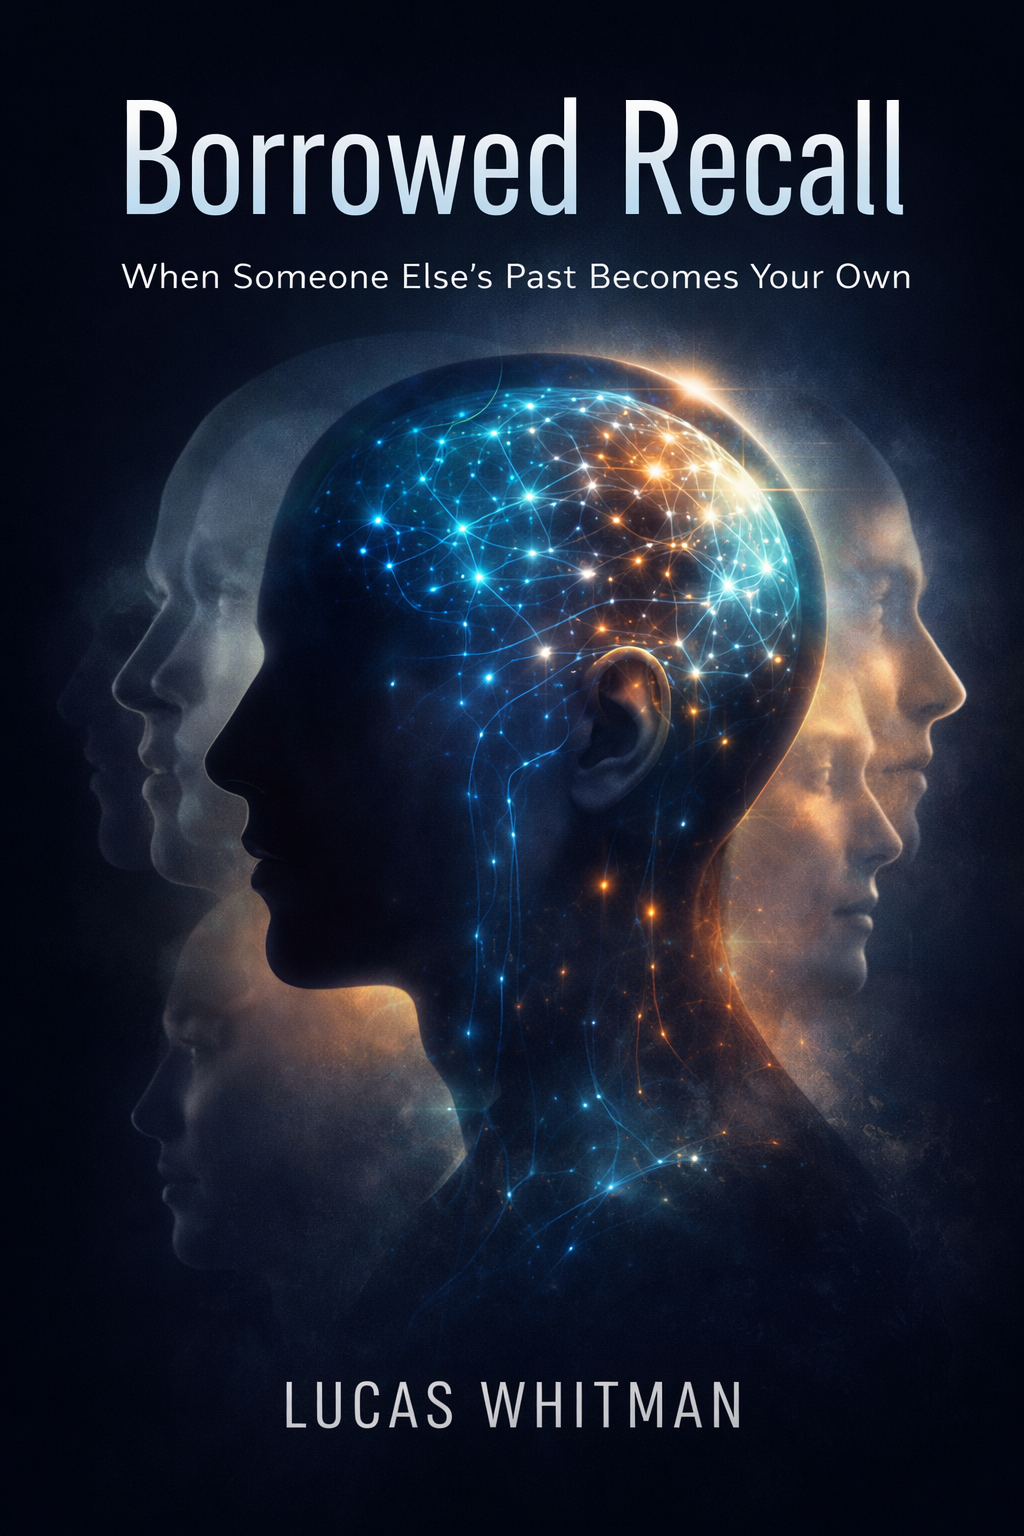 Borrowed Recall
When Someone Else’s Past Becomes Your Own
LUCAS WHITMAN